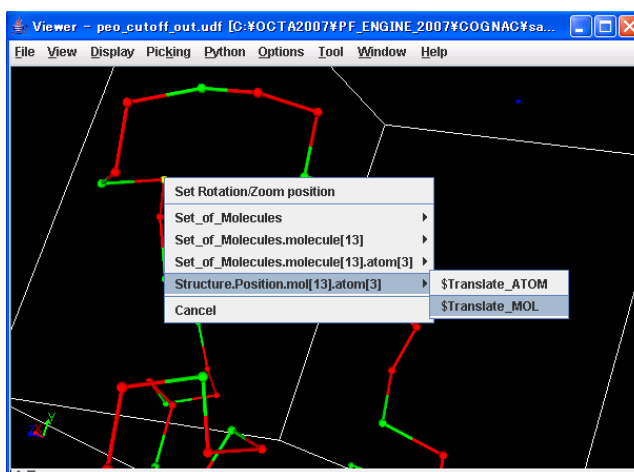 Viewer - peo_cutoff_out.udf [C:¥OCTA2007¥PF_ENGINE_2007¥COGNAC¥sa...
File View Display Picking Python Options Tool Window Help
Set Rotation/Zoom position
Set_of_Molecules
Set_of_Molecules.molecule[13]
Set_of_Molecules.molecule[13].atom[3]
Structure.Position.mol[13].atom[3]
$Translate_ATOM
$Translate_MOL
Cancel